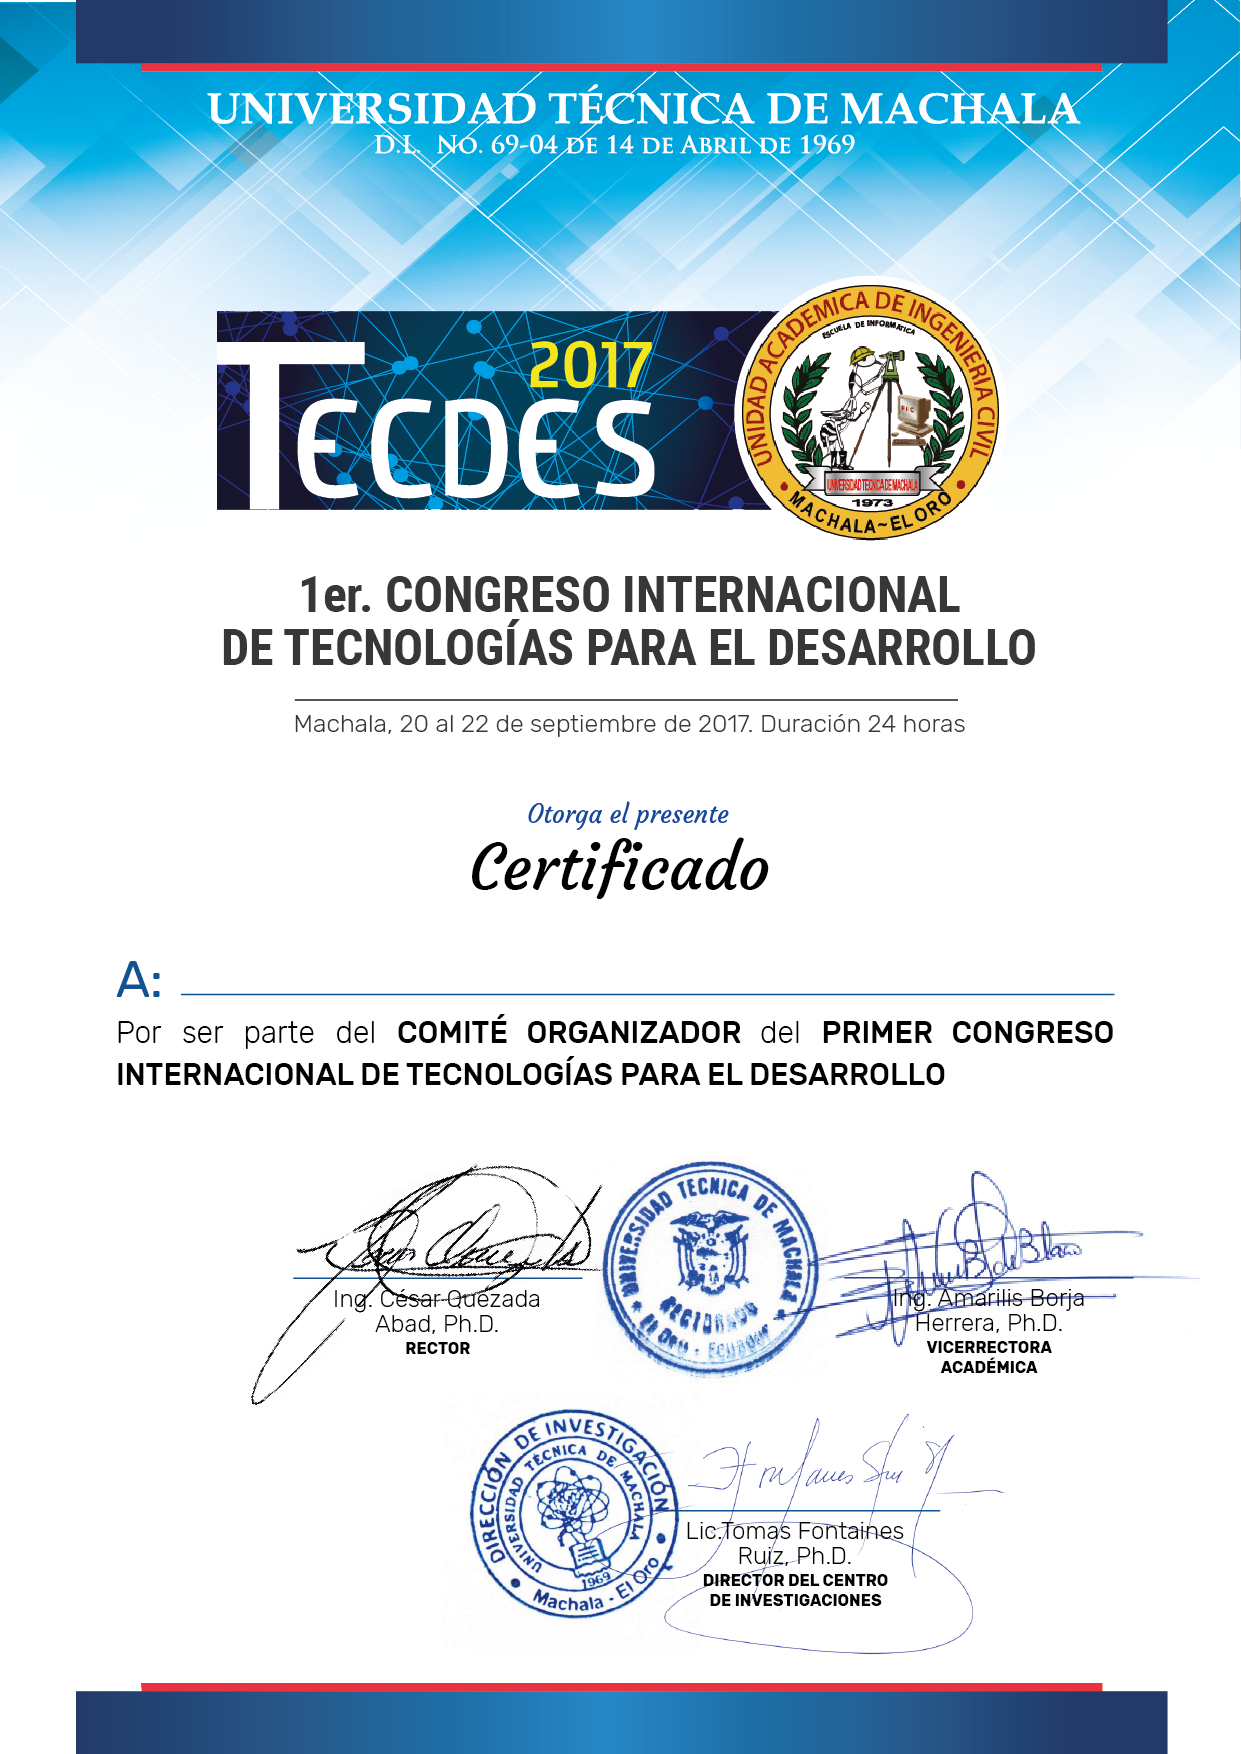 UNIVERSIDAD TÉCNICA DE MACHALA
D.L. No. 69-04 DE 14 DE ABRIL DE 1969
2017
TECDES
UNIDAD ACADEMICA DE INGENIERIA CIVIL
ESCUELA DE INFORMATICA
UNIVERSIDAD TECNICA DE MACHALA
1973
MACHALA~EL ORO
1er. CONGRESO INTERNACIONAL
DE TECNOLOGÍAS PARA EL DESARROLLO
Machala, 20 al 22 de septiembre de 2017. Duración 24 horas
Otorga el presente
Certificado
A:
Por ser parte del COMITÉ ORGANIZADOR del PRIMER CONGRESO
INTERNACIONAL DE TECNOLOGÍAS PARA EL DESARROLLO
UNIVERSIDAD TECNICA DE MACHALA
RECTORADO
El Oro - Ecuador
Ing. César Quezada
Abad, Ph.D.
RECTOR
Ing. Amarilis Borja
Herrera, Ph.D.
VICERRECTORA
ACADÉMICA
DIRECCIÓN DE INVESTIGACIÓN
UNIVERSIDAD TÉCNICA DE MACHALA
1969
Machala - El Oro
Lic.Tomas Fontaines
Ruiz, Ph.D.
DIRECTOR DEL CENTRO
DE INVESTIGACIONES